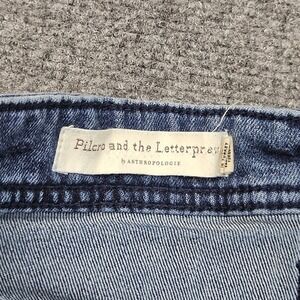 Pilcro and the Letterpress
by ANTHROPOLOGIE